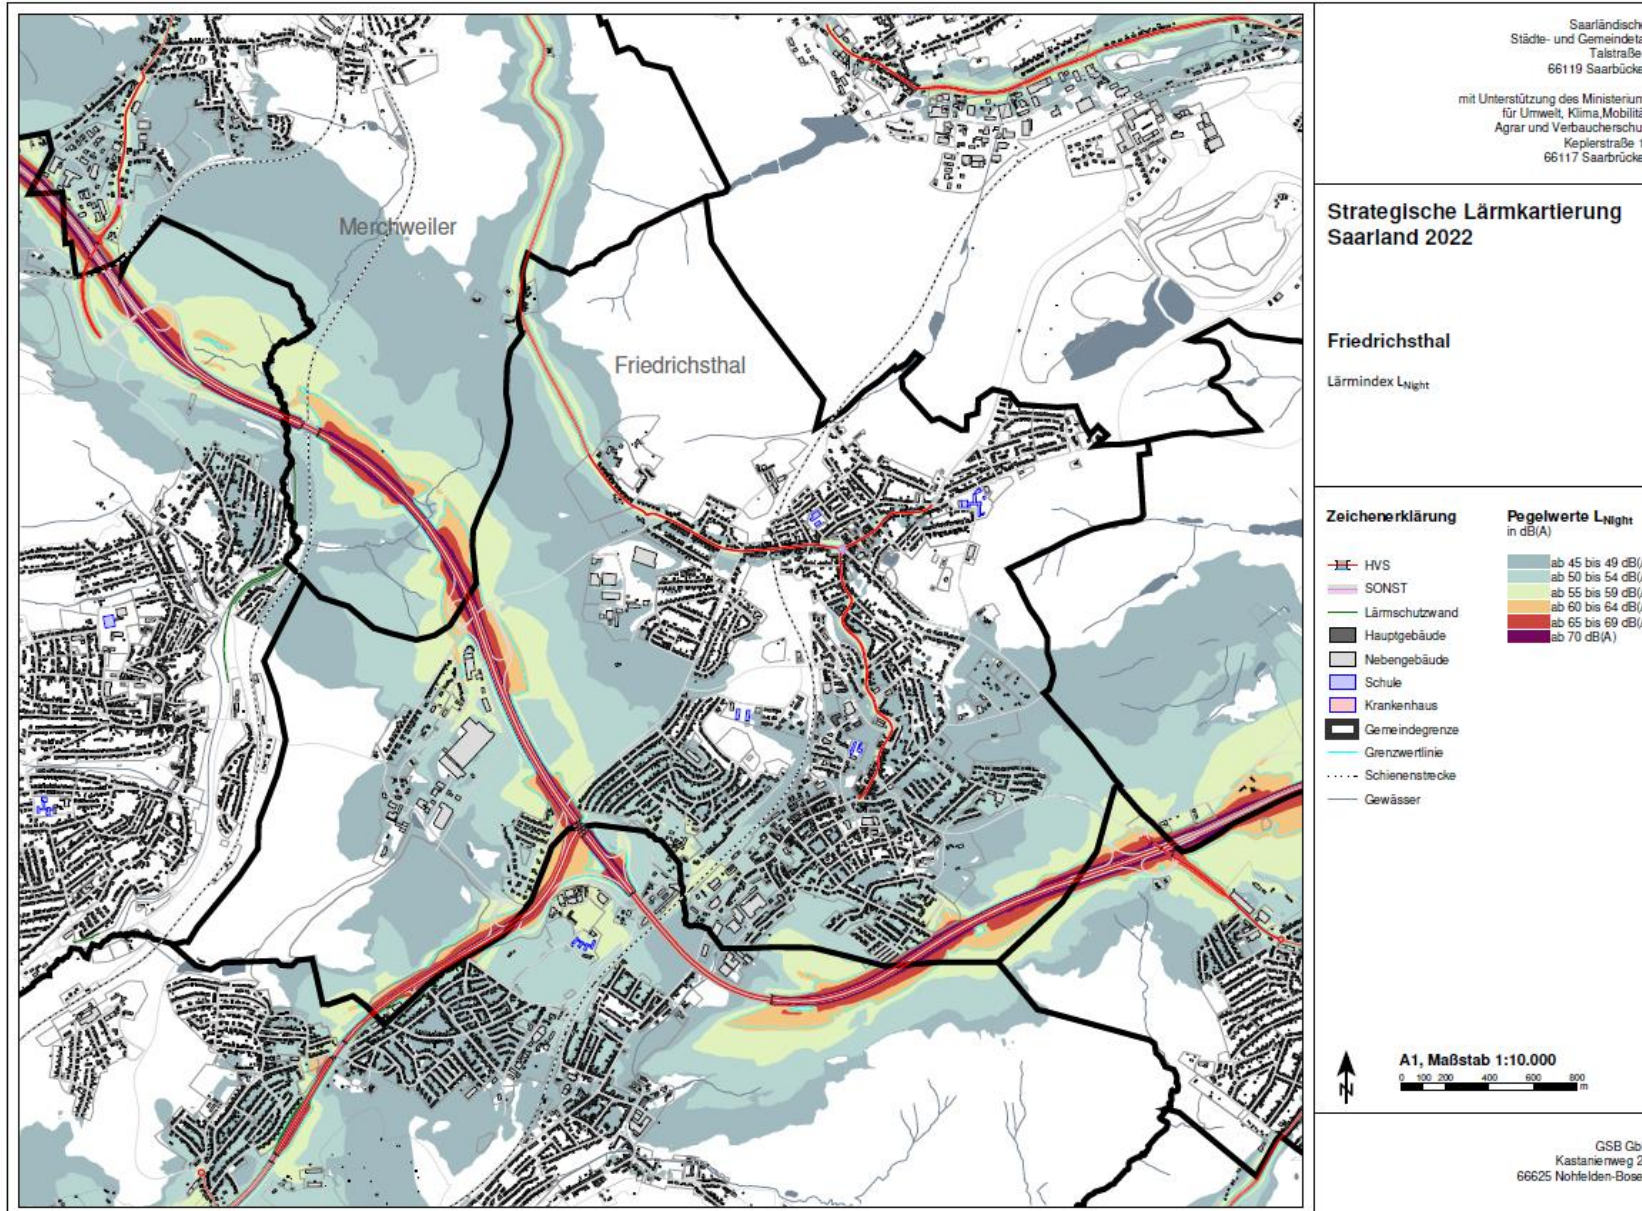 Merchweiler
Friedrichsthal
Saarländische
Städte- und Gemeindeta
Talstraße
66119 Saarbücke
mit Unterstützung des Ministerium
für Umwelt, Klima,Mobilitä
Agrar und Verbaucherschu
Keplerstraße 1
66117 Saarbrücke
Strategische Lärmkartierung
Saarland 2022
Friedrichsthal
Lärmindex LNight
Zeichenerklärung
HVS
SONST
Lärmschutzwand
Hauptgebäude
Nebengebäude
Schule
Krankenhaus
Gemeindegrenze
Grenzwertlinie
Schienenstrecke
Gewässer
Pegelwerte LNight
in dB(A)
ab 45 bis 49 dB(A
ab 50 bis 54 dB(A
ab 55 bis 59 dB(A
ab 60 bis 64 dB(A
ab 65 bis 69 dB(A
ab 70 dB(A)
N
A1, Maßstab 1:10.000
0 100 200 400 600 800
m
GSB Gb
Kastanienweg 2
66625 Nohfelden-Bose